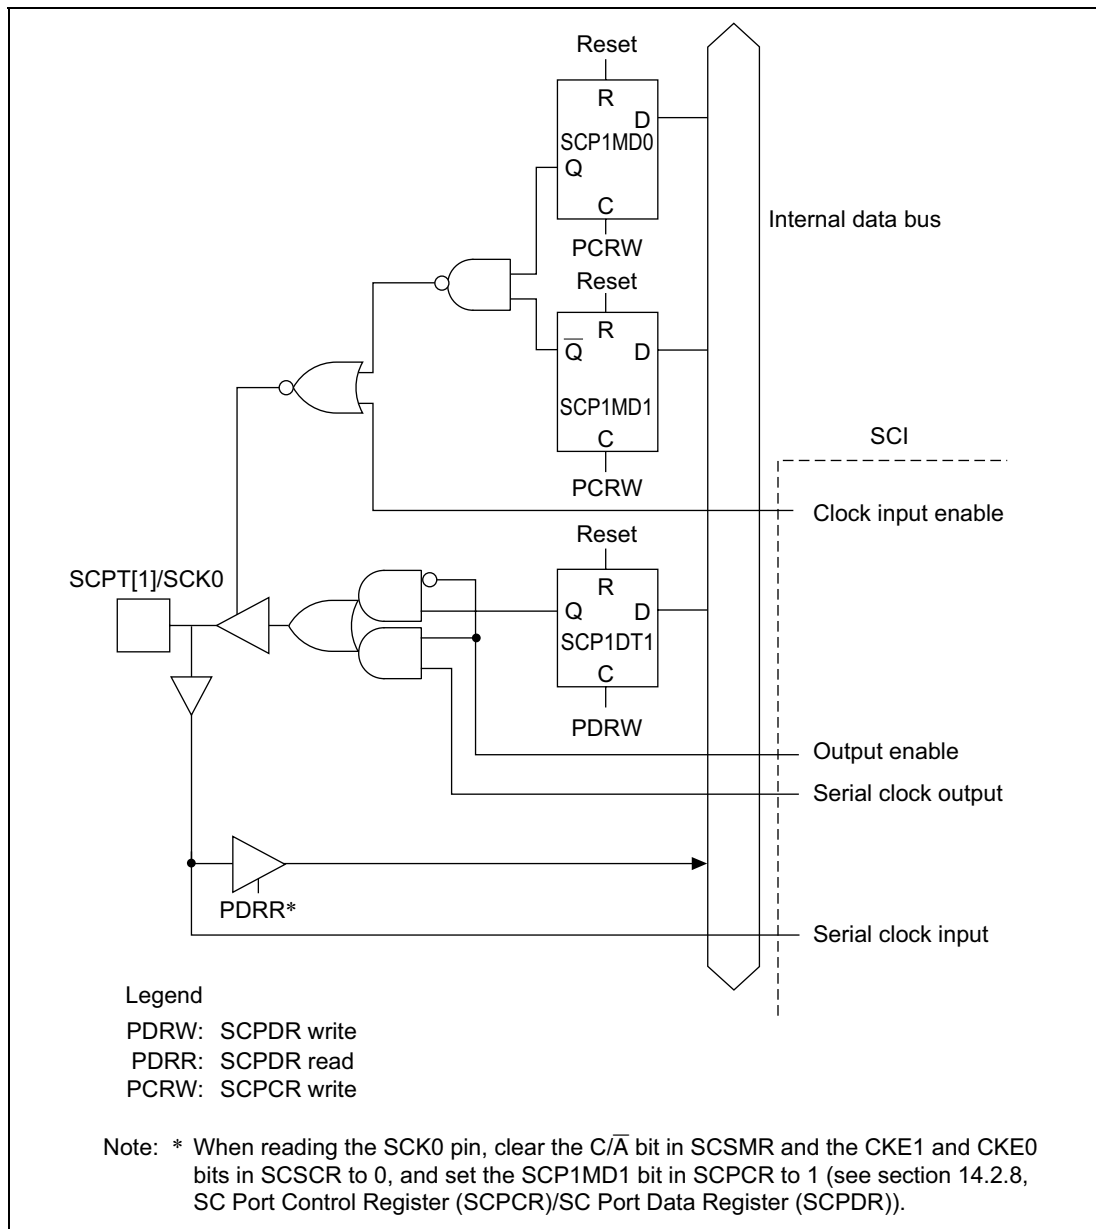 Reset
R
D
SCP1MD0
Q
C
PCRW
Internal data bus
Reset
R
Q̅ D
SCP1MD1
C
PCRW
SCI
Clock input enable
Reset
SCPT[1]/SCK0
R
Q D
SCP1DT1
C
PDRW
Output enable
Serial clock output
PDRR*
Serial clock input
Legend
PDRW: SCPDR write
PDRR: SCPDR read
PCRW: SCPCR write
Note: * When reading the SCK0 pin, clear the C/A̅ bit in SCSMR and the CKE1 and CKE0
bits in SCSCR to 0, and set the SCP1MD1 bit in SCPCR to 1 (see section 14.2.8,
SC Port Control Register (SCPCR)/SC Port Data Register (SCPDR)).